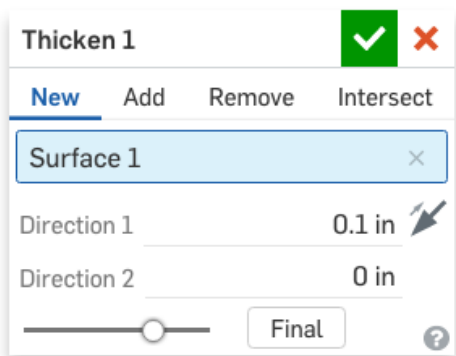 Thicken 1
New Add Remove Intersect
Surface 1
Direction 1 0.1 in
Direction 2 0 in
Final
?